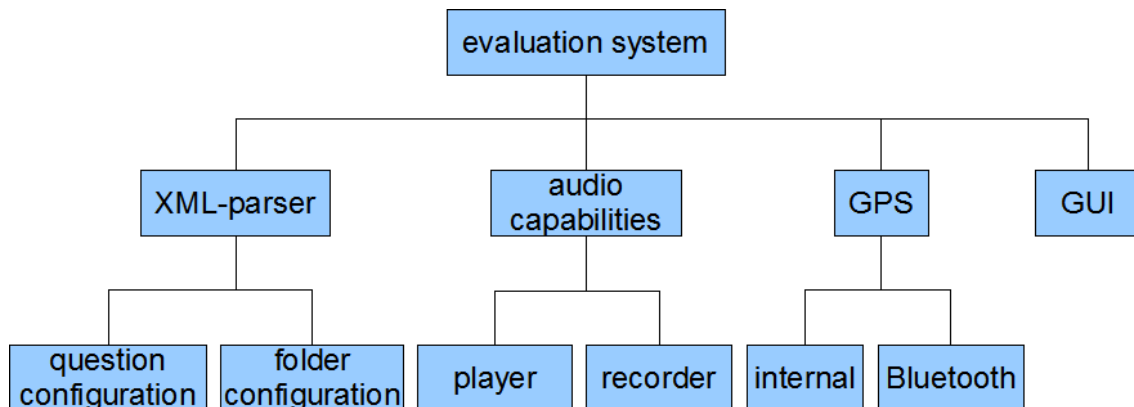 evaluation system
XML-parser
audio
capabilities
GPS
GUI
question
configuration
folder
configuration
player
recorder
internal
Bluetooth